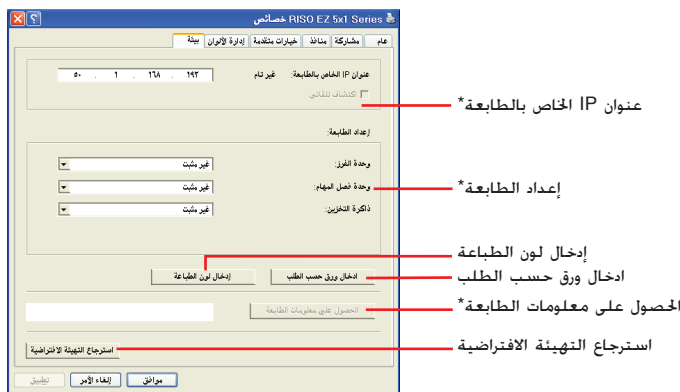 RISO EZ 5x1 Series خصائص
عام مشاركة منافذ خيارات متقدمة إدارة الألوان بيئة
عنوان IP الخاص بالطابعة: غير تام ١٩٢ . ١٦٨ . ١ . ٥٠
اكتشاف تلقائي
عنوان IP الخاص بالطابعة*
إعداد الطابعة:
وحدة الفرز: غير مثبت
وحدة فصل المهام: غير مثبت
إعداد الطابعة*
ذاكرة التخزين: غير مثبت
إدخال لون الطباعة
ادخال ورق حسب الطلب إدخال لون الطباعة
ادخال ورق حسب الطلب
الحصول على معلومات الطابعة
الحصول على معلومات الطابعة*
استرجاع التهيئة الافتراضية
استرجاع التهيئة الافتراضية
موافق إلغاء الأمر تطبيق